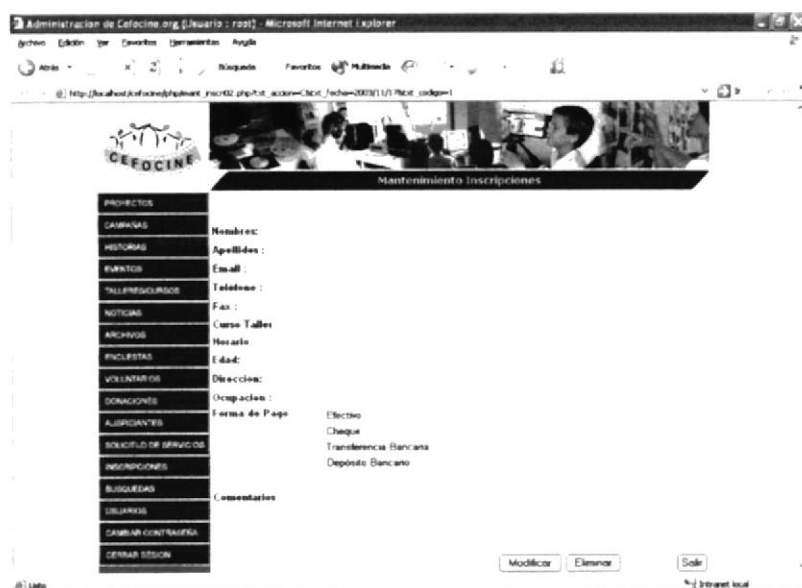 Administracion de Cefocine.org (Usuario : root) - Microsoft Internet Explorer
Archivo Edición Ver Favoritos Herramientas Ayuda
Atrás Búsqueda Favoritos Multimedia
CEFOCINE
Mantenimiento Inscripciones
PROYECTOS
CAMPAÑAS
HISTORIAS
EVENTOS
TALLERES/CURSOS
NOTICIAS
ARCHIVOS
ENCUESTAS
VOLUNTARIOS
DONACIONES
AUSPICIANTES
SOLICITUD DE SERVICIOS
INSCRIPCIONES
BUSQUEDAS
USUARIOS
CAMBIAR CONTRASEÑA
CERRAR SESION
Nombres:
Apellidos :
Email :
Telefono :
Fax :
Curso Taller
Horario
Edad:
Direccion:
Ocupacion :
Forma de Pago
Efectivo
Cheque
Transferencia Bancaria
Depósito Bancario
Comentarios
Modificar Eliminar Salir
Listo Intranet local